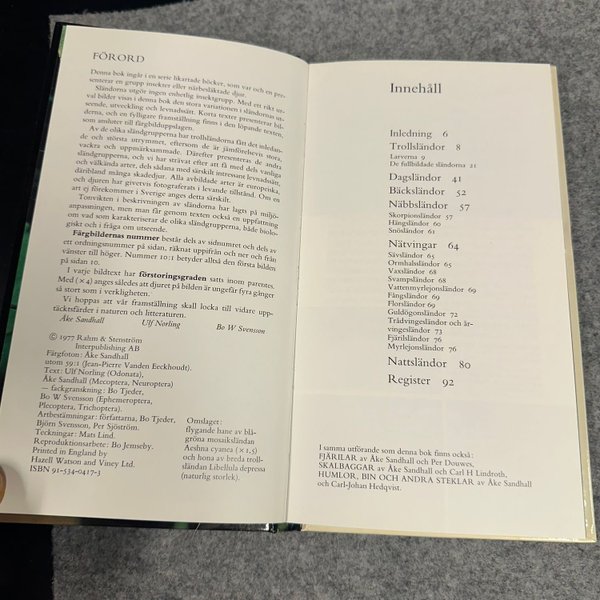 FÖRORD
Denna bok ingår i en serie likartade böcker, som var och en pre-
senterar en grupp insekter eller närbesläktade djur.
Sländorna utgör ingen enhetlig insektgrupp. Med ett rikt ur-
val bilder visas i denna bok den stora variationen i sländornas ut-
seende, utveckling och levnadssätt. Korta texter presenterar bilderna,
och en fylligare framställning finns i den löpande texten,
som ansluter till färgbildsuppslagen.
Av de olika sländgrupperna har trollsländorna fått det inledan-
de och största utrymmet, eftersom de är jämförelsevis stora,
vackra och uppmärksammade. Därefter presenteras de andra
sländgrupperna, och vi har strävat efter att få med dels vanliga
och välkända arter, dels sådana med särskilt intressant levnadssätt,
däribland många skadedjur. Alla avbildade arter är europeiska,
och djuren har givetvis fotograferats i levande tillstånd. Om en
art ej förekommer i Sverige anges detta särskilt.
Tonvikten i beskrivningen av sländorna har lagts på miljö-
anpassningen, men man får genom texten också en uppfattning
om vad som karakteriserar de olika sländgrupperna, både biolo-
giskt och i fråga om utseende.
Färgbildernas nummer består dels av sidnumret och dels av
ett ordningsnummer på sidan, räknat uppifrån och ner och från
vänster till höger. Nummer 10:1 betyder alltså den första bilden
på sidan 10.
I varje bildtext har förstoringsgraden satts inom parentes.
Med (×4) anges således att djuret på bilden är ungefär fyra gånger
så stort som i verkligheten.
Vi hoppas att vår framställning skall locka till vidare upp-
täcktsfärder i naturen och litteraturen.
Åke Sandhall Ulf Norling Bo W Svensson
© 1977 Rahm & Stenström
Interpublishing AB
Färgfoton: Åke Sandhall
utom 59:1 (Jean-Pierre Vanden Eeckhoudt).
Text: Ulf Norling (Odonata),
Åke Sandhall (Mecoptera, Neuroptera)
— fackgranskning: Bo Tjeder,
Bo W Svensson (Ephemeroptera,
Plecoptera, Trichoptera).
Artbestämningar: författarna, Bo Tjeder,
Björn Svensson, Per Sjöström.
Teckningar: Mats Lind.
Reproduktionsarbete: Bo Jemseby.
Printed in England by
Hazell Watson and Viney Ltd.
ISBN 91-534-0417-3
Omslaget:
flygande hane av blå-
gröna mosaiksländan
Aeshna cyanea (×1,5)
och hona av breda troll-
sländan Libellula depressa
(naturlig storlek).
Innehåll
Inledning 6
Trollsländor 8
Larverna 9
De fullbildade sländorna 21
Dagsländor 41
Bäcksländor 52
Näbbsländor 57
Skorpionsländor 57
Hängsländor 60
Snösländor 61
Nätvingar 64
Sävsländor 65
Ormhalssländor 68
Vaxsländor 68
Svampsländor 68
Vattenmyrlejonsländor 68
Fångsländor 69
Florsländor 69
Guldögonsländor 72
Trådvingesländor och är-
vingesländor 73
Fjärilsländor 76
Myrlejonsländor 76
Nattsländor 80
Register 92
I samma utförande som denna bok finns också:
FJÄRILAR av Åke Sandhall och Per Douwes,
SKALBAGGAR av Åke Sandhall och Carl H Lindroth,
HUMLOR, BIN OCH ANDRA STEKLAR av Åke Sandhall
och Carl-Johan Hedqvist.